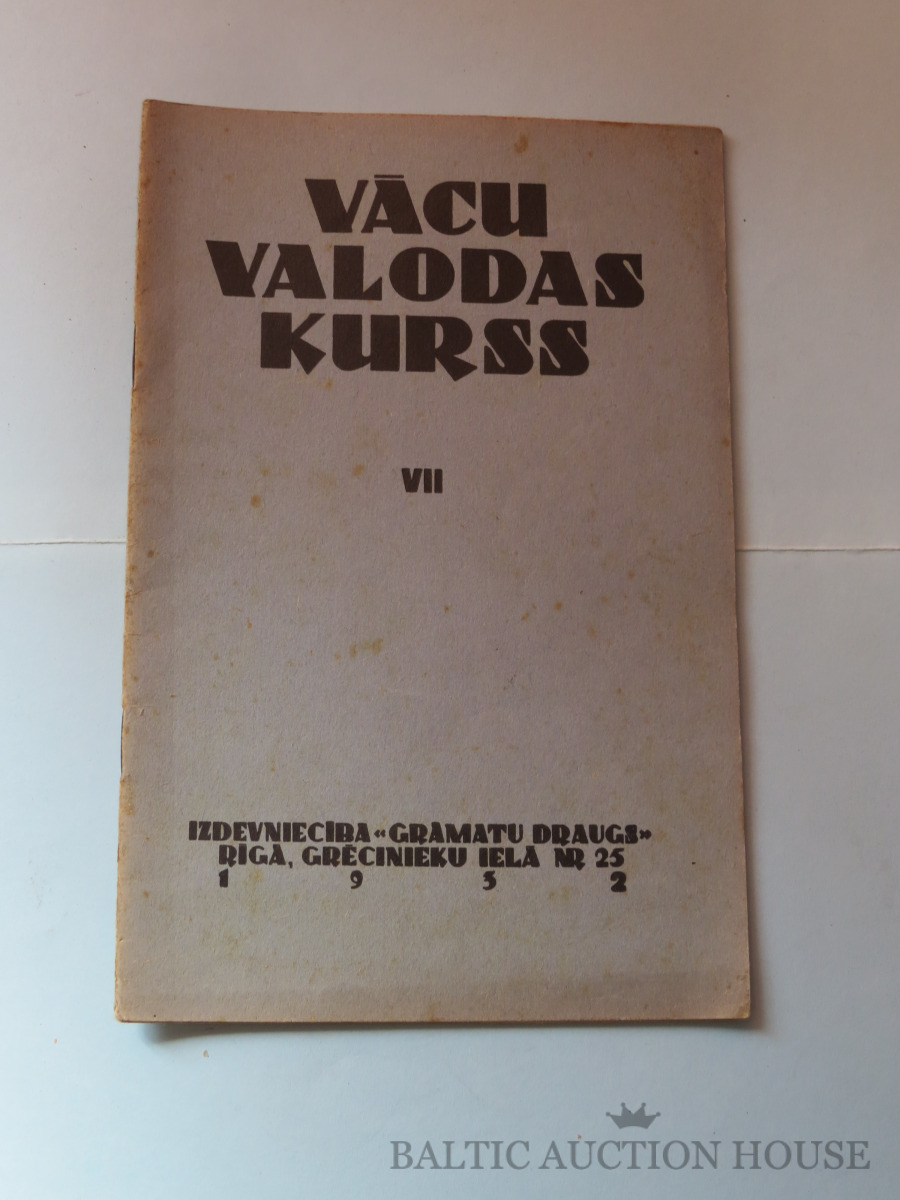 VĀCU
VALODAS
KURSS
VII
IZDEVNIECĪBA «GRĀMATU DRAUGS»
RĪGĀ, GRĒCINIEKU IELĀ NR 25
1 9 3 2
BALTIC AUCTION HOUSE